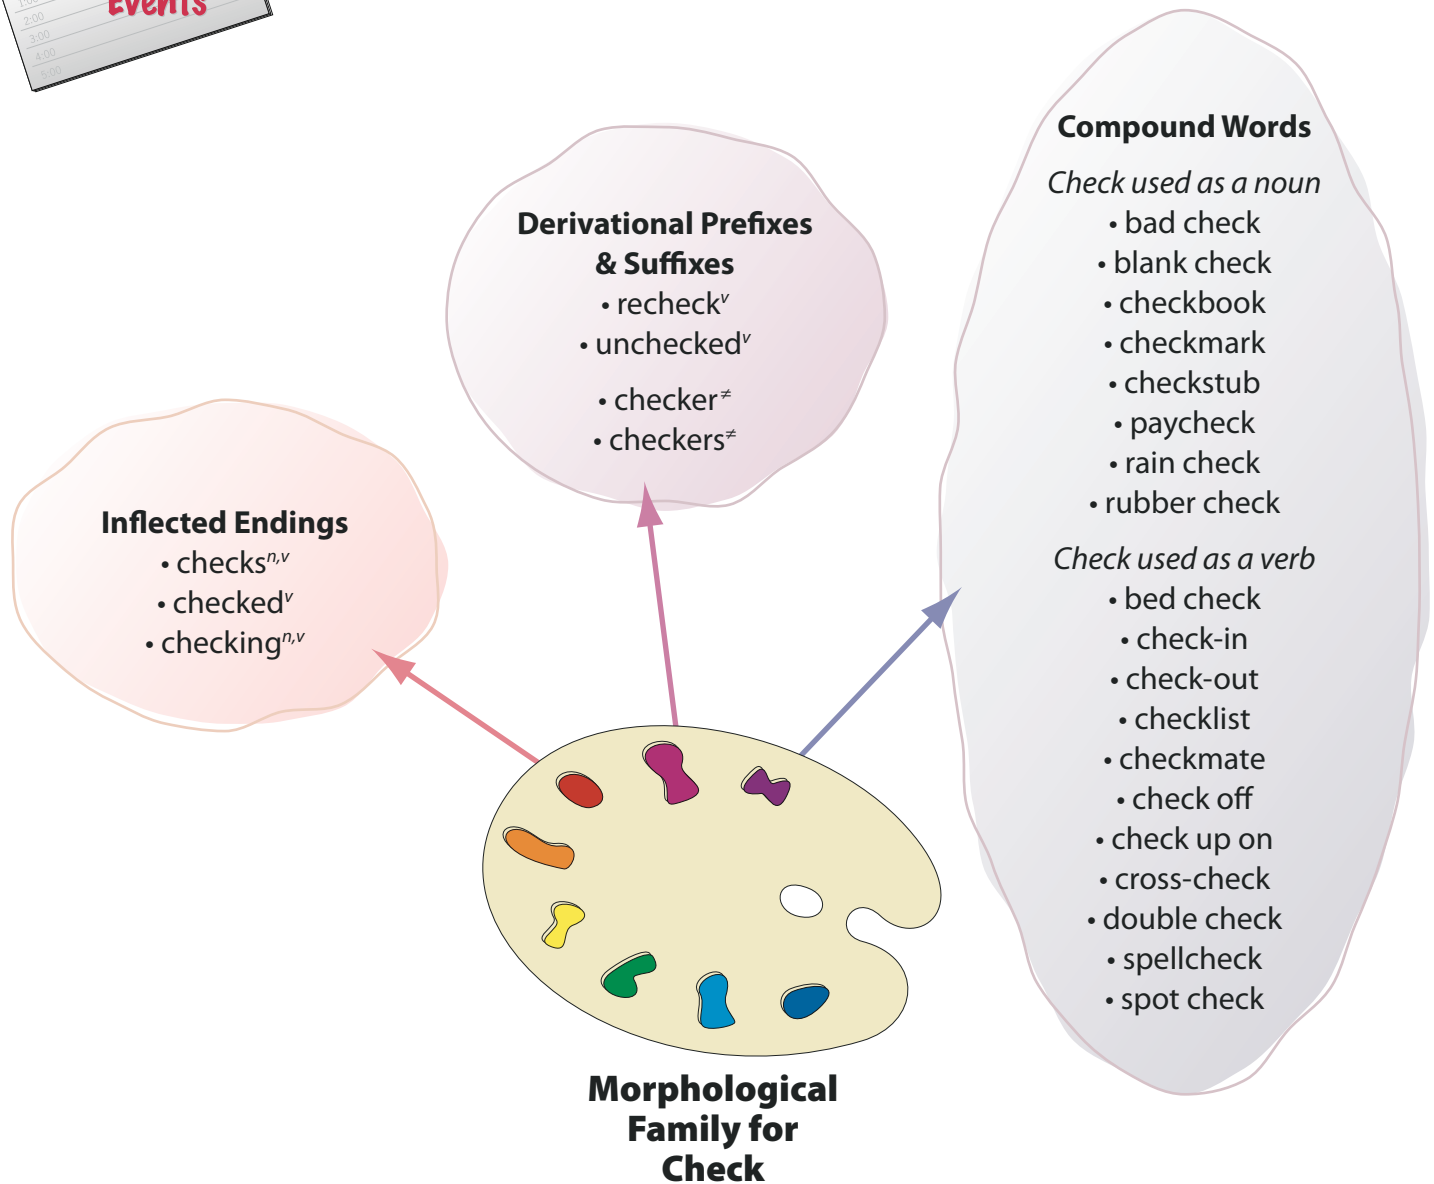 Events
1:00
2:00
3:00
4:00
5:00
Compound Words
Check used as a noun
• bad check
• blank check
• checkbook
• checkmark
• checkstub
• paycheck
• rain check
• rubber check
Check used as a verb
• bed check
• check-in
• check-out
• checklist
• checkmate
• check off
• check up on
• cross-check
• double check
• spellcheck
• spot check
Derivational Prefixes
& Suffixes
• recheckᵛ
• uncheckedᵛ
• checker≠
• checkers≠
Inflected Endings
• checksⁿ,ᵛ
• checkedᵛ
• checkingⁿ,ᵛ
Morphological
Family for
Check